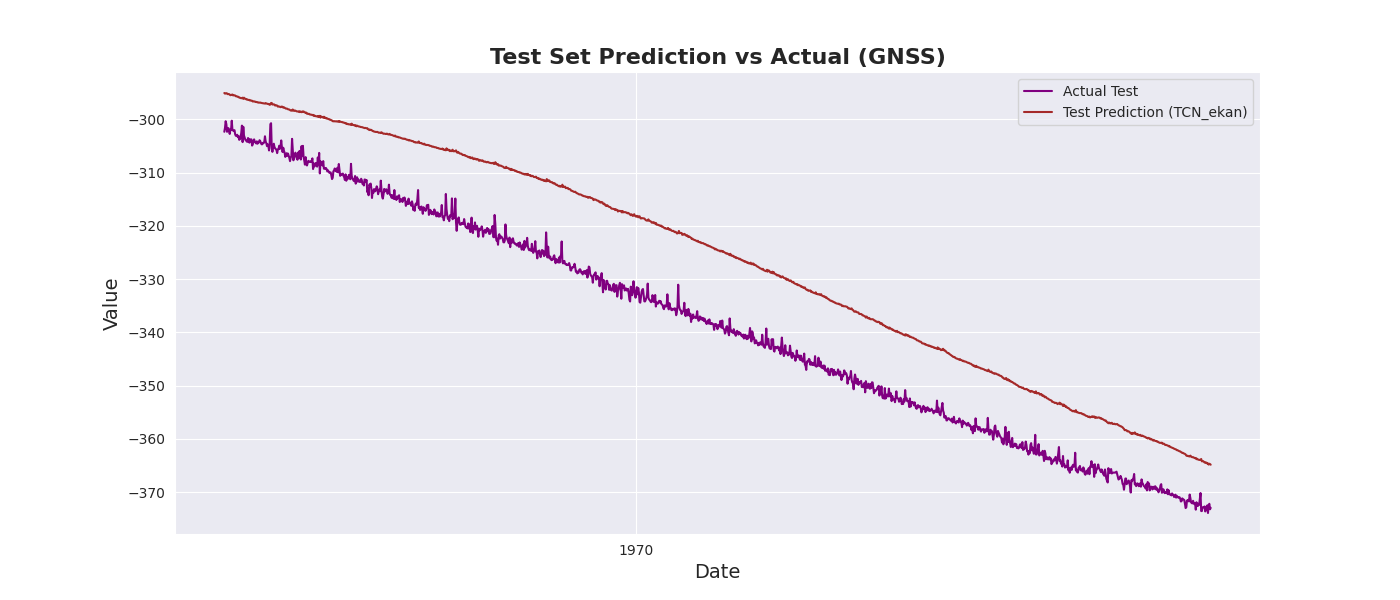 Test Set Prediction vs Actual (GNSS)
Actual Test
Test Prediction (TCN_ekan)
−300
−310
−320
−330
−340
−350
−360
−370
Value
1970
Date